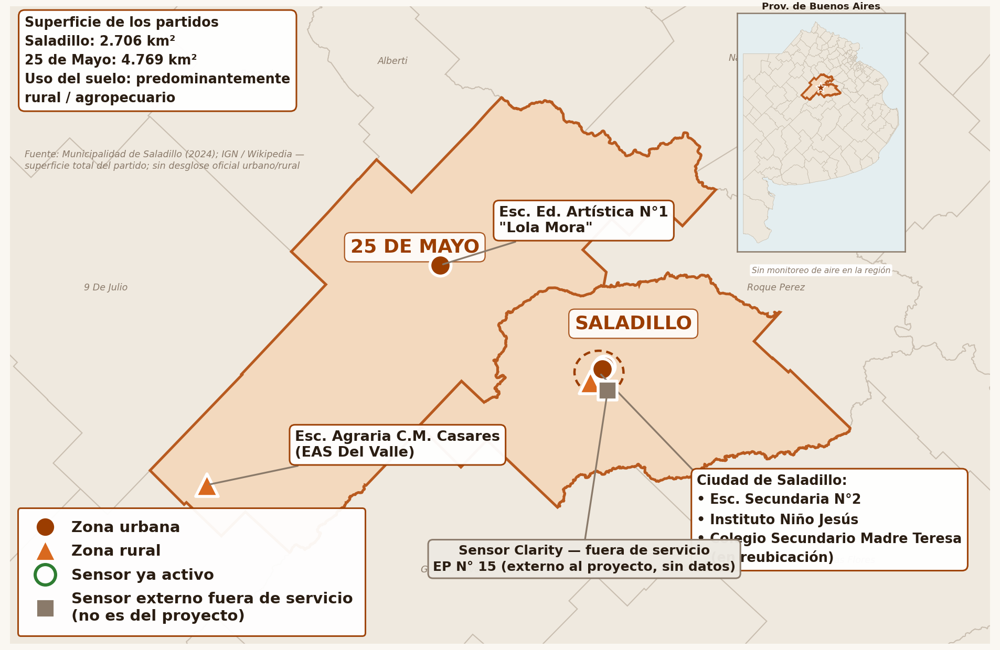 Prov. de Buenos Aires
Superficie de los partidos
Saladillo: 2.706 km²
25 de Mayo: 4.769 km²
Uso del suelo: predominantemente
rural / agropecuario
Alberti
Fuente: Municipalidad de Saladillo (2024); IGN / Wikipedia —
superficie total del partido; sin desglose oficial urbano/rural
Esc. Ed. Artística N°1
"Lola Mora"
25 DE MAYO
Sin monitoreo de aire en la región
9 De Julio
Roque Perez
SALADILLO
Esc. Agraria C.M. Casares
(EAS Del Valle)
Ciudad de Saladillo:
• Esc. Secundaria N°2
• Instituto Niño Jesús
• Colegio Secundario Madre Teresa
(en reubicación)
Sensor Clarity — fuera de servicio
EP N° 15 (externo al proyecto, sin datos)
Zona urbana
Zona rural
Sensor ya activo
Sensor externo fuera de servicio
(no es del proyecto)